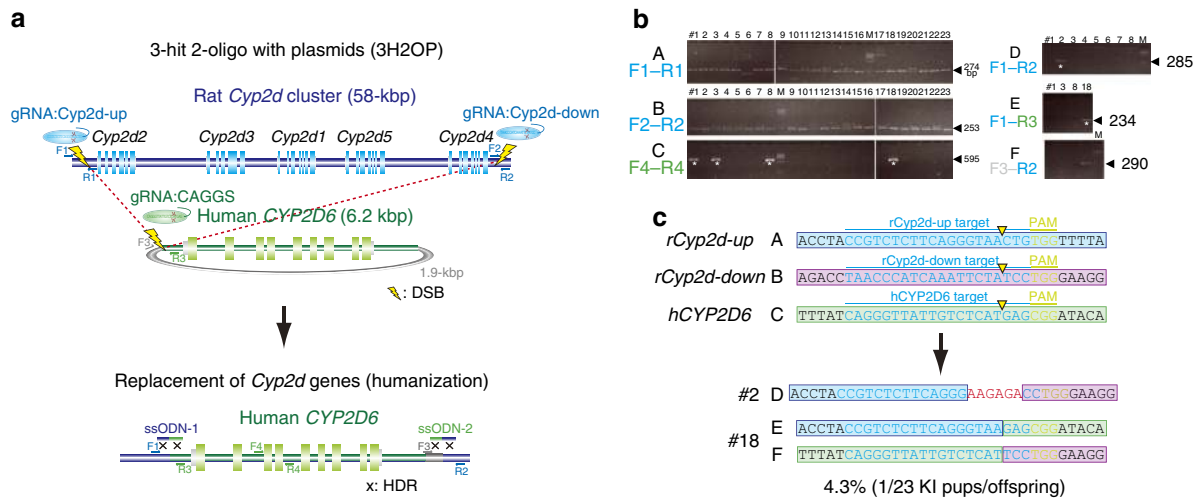 a
3-hit 2-oligo with plasmids (3H2OP)
Rat Cyp2d cluster (58-kbp)
gRNA:Cyp2d-up
gRNA:Cyp2d-down
Cyp2d2 Cyp2d3 Cyp2d1 Cyp2d5 Cyp2d4
F1
F2
R1
R2
gRNA:CAGGS
Human CYP2D6 (6.2 kbp)
F3
R3
1.9-kbp
: DSB
Replacement of Cyp2d genes (humanization)
Human CYP2D6
ssODN-1
ssODN-2
x x
x x
F1
F4
F3
R3
R4
R2
x: HDR
b
#1 2 3 4 5 6 7 8 9 10 11 12 13 14 15 16 M 17 18 19 20 21 22 23
A
F1–R1
274
bp
#1 2 3 4 5 6 7 8 M 9 10 11 12 13 14 15 16 17 18 19 20 21 22 23
B
F2–R2
253
C
F4–R4
* * * *
595
#1 2 3 4 5 6 7 8 M
D
F1–R2
*
285
#1 3 8 18
E
F1–R3
*
234
M
F
F3–R2
290
c
rCyp2d-up target PAM
rCyp2d-up A ACCTACCGTCTCTTCAGGGTAACTGTGGTTTTA
rCyp2d-down target PAM
rCyp2d-down B AGACCTAACCCATCAAATTCTATCCTGGGAAGG
hCYP2D6 target PAM
hCYP2D6 C TTTATCAGGGTTATTGTCTCATGAGCGGATACA
#2 D ACCTACCGTCTCTTCAGGGAAGAGACCTGGGAAGG
#18
E ACCTACCGTCTCTTCAGGGTAAGAGCGGATACA
F TTTATCAGGGTTATTGTCTCATTCCTGGGAAGG
4.3% (1/23 KI pups/offspring)